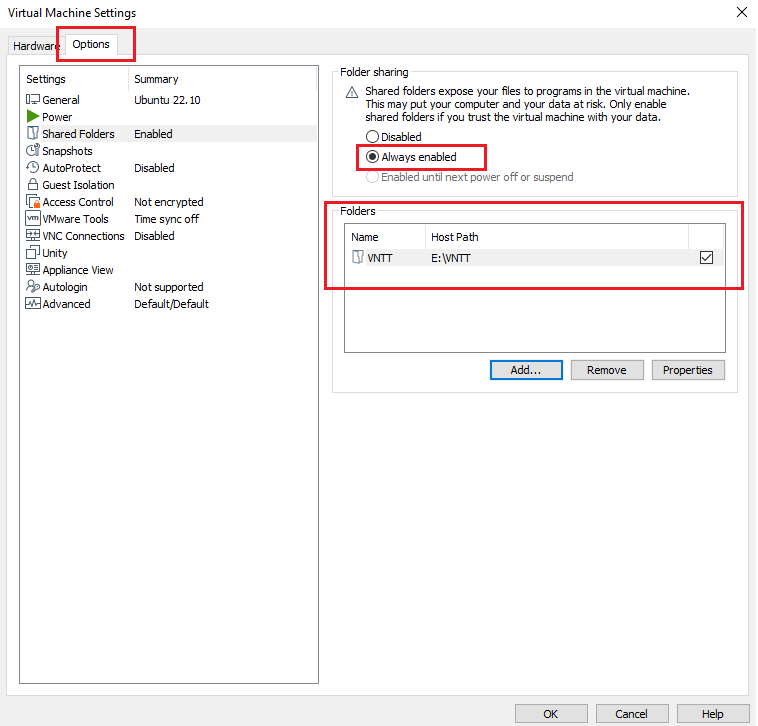 Virtual Machine Settings
Hardware Options
Settings Summary
General Ubuntu 22.10
Power
Shared Folders Enabled
Snapshots
AutoProtect Disabled
Guest Isolation
Access Control Not encrypted
vm VMware Tools Time sync off
VNC Connections Disabled
Unity
Appliance View
Autologin Not supported
Advanced Default/Default
Folder sharing
Shared folders expose your files to programs in the virtual machine.
This may put your computer and your data at risk. Only enable
shared folders if you trust the virtual machine with your data.
Disabled
Always enabled
Enabled until next power off or suspend
Folders
Name Host Path
VNTT E:\VNTT
Add... Remove Properties
OK Cancel Help